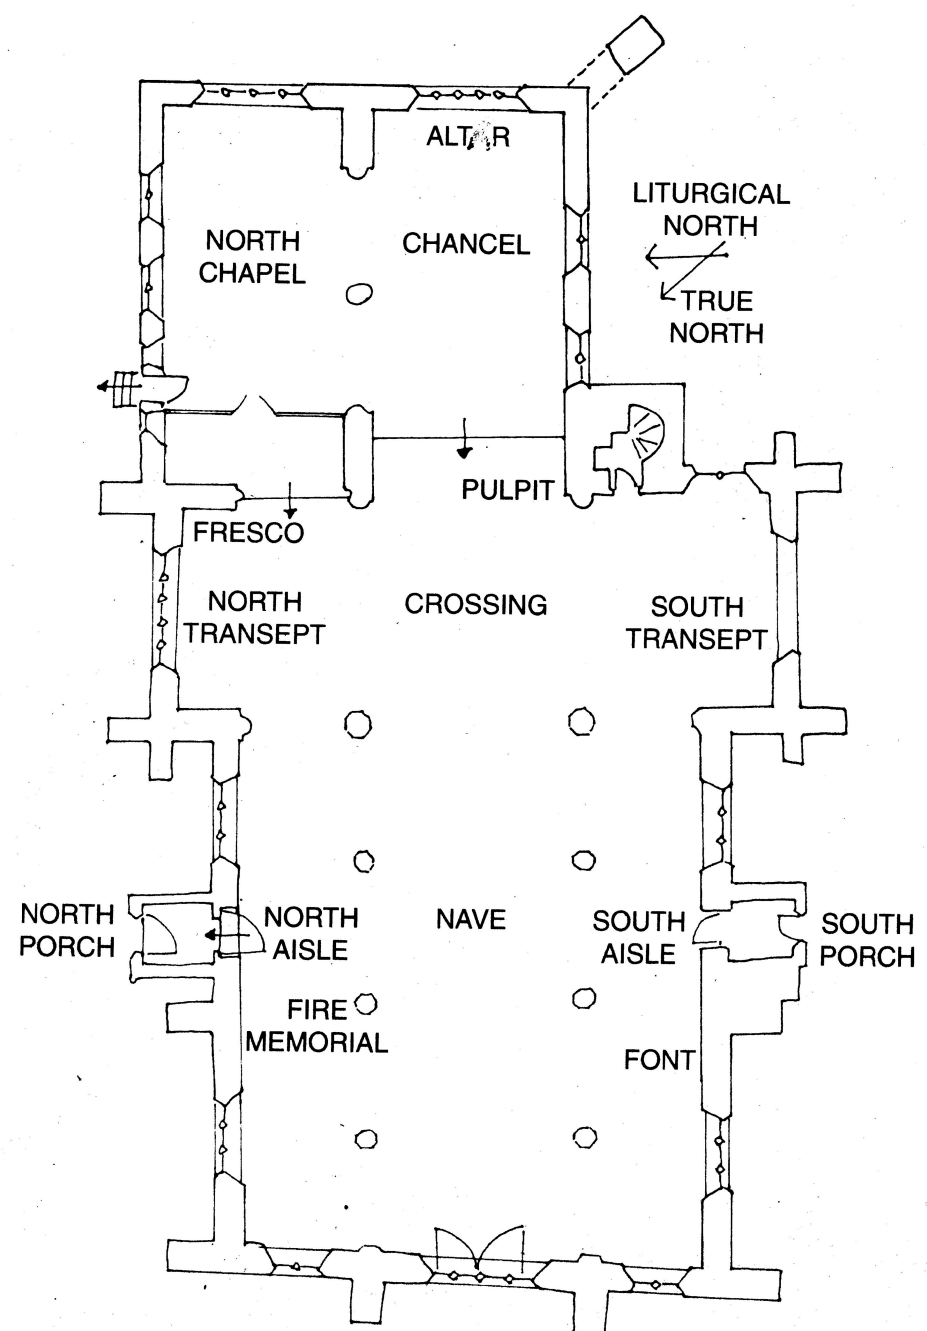 ALTAR
LITURGICAL
NORTH
NORTH
CHAPEL
CHANCEL
TRUE
NORTH
PULPIT
FRESCO
NORTH
TRANSEPT
CROSSING
SOUTH
TRANSEPT
NORTH
PORCH
NORTH
AISLE
NAVE
SOUTH
AISLE
SOUTH
PORCH
FIRE
MEMORIAL
FONT